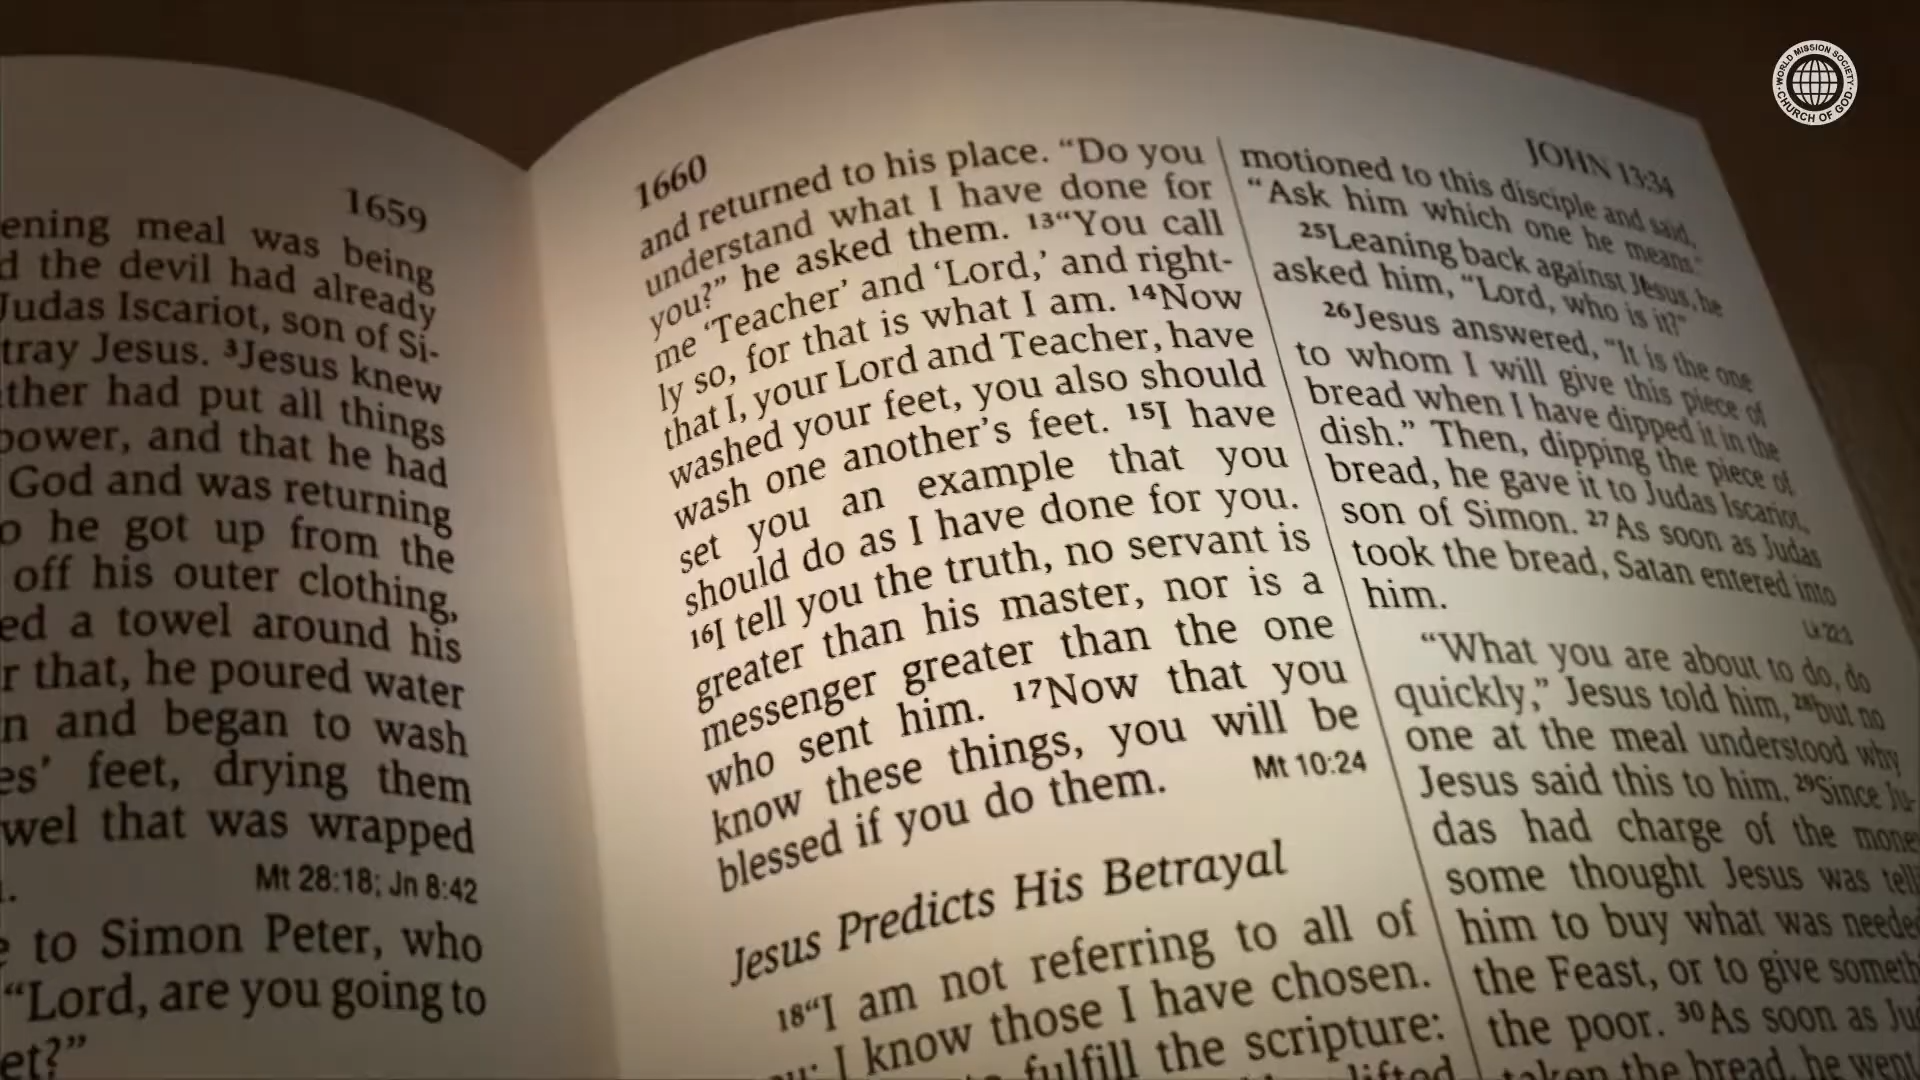 1659
ening meal was being
d the devil had already
Judas Iscariot, son of Si-
tray Jesus. 3Jesus knew
ther had put all things
power, and that he had
God and was returning
o he got up from the
off his outer clothing,
ed a towel around his
r that, he poured water
n and began to wash
es’ feet, drying them
wel that was wrapped
Mt 28:18; Jn 8:42
to Simon Peter, who
“Lord, are you going to
et?”
1660
and returned to his place. “Do you
understand what I have done for
you?” he asked them. 13“You call
me ‘Teacher’ and ‘Lord,’ and right-
ly so, for that is what I am. 14Now
that I, your Lord and Teacher, have
washed your feet, you also should
wash one another’s feet. 15I have
set you an example that you
should do as I have done for you.
16I tell you the truth, no servant is
greater than his master, nor is a
messenger greater than the one
who sent him. 17Now that you
know these things, you will be
blessed if you do them.
Mt 10:24
Jesus Predicts His Betrayal
18“I am not referring to all of
I know those I have chosen.
fulfill the scripture:
lifted
JOHN 13:34
motioned to this disciple and said,
“Ask him which one he means.”
25Leaning back against Jesus, he
asked him, “Lord, who is it?”
26Jesus answered, “It is the one
to whom I will give this piece of
bread when I have dipped it in the
dish.” Then, dipping the piece of
bread, he gave it to Judas Iscariot,
son of Simon. 27As soon as Judas
took the bread, Satan entered into
him.
“What you are about to do, do
quickly,” Jesus told him, 28but no
one at the meal understood why
Jesus said this to him. 29Since Ju-
das had charge of the mone
some thought Jesus was tell
him to buy what was neede
the Feast, or to give someth
the poor. 30As soon as Ju
taken the bread, he went
WORLD MISSION SOCIETY
CHURCH OF GOD